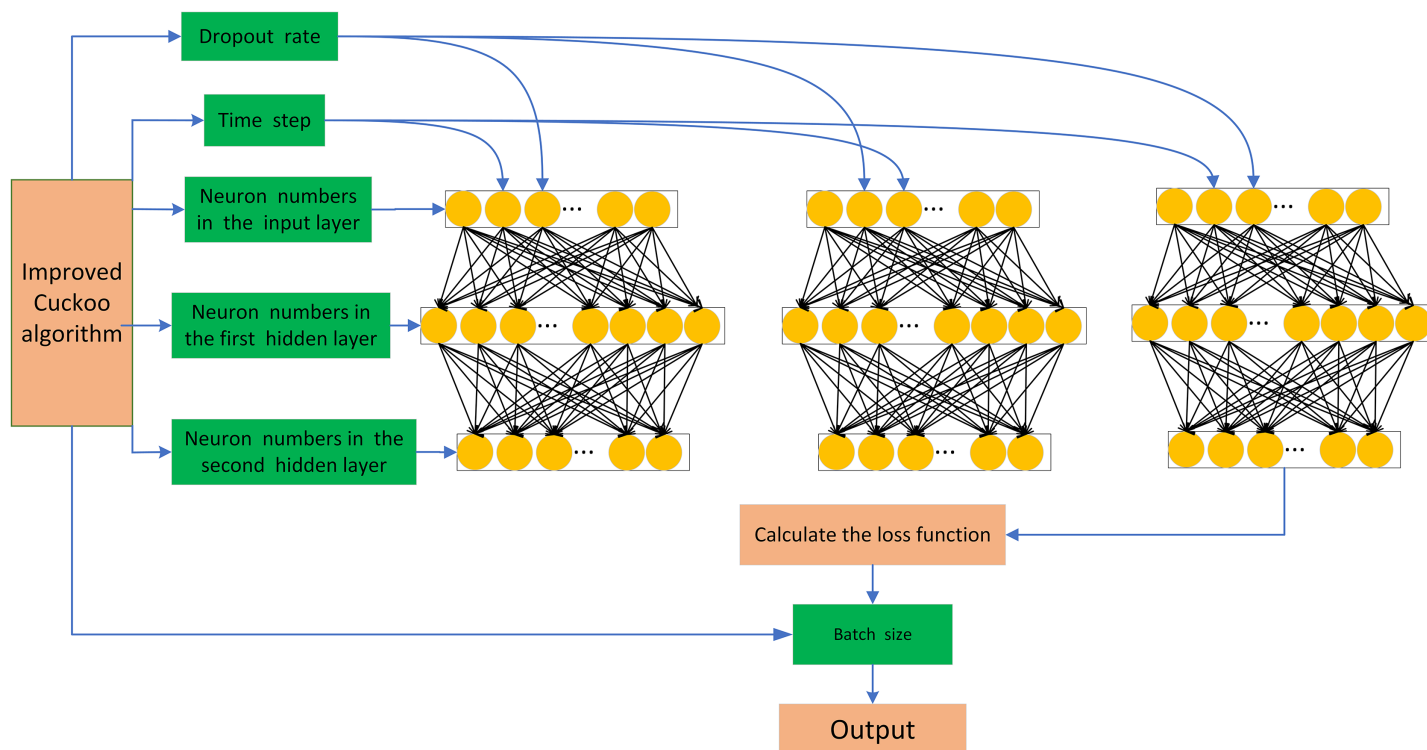 Dropout rate
Time step
Neuron numbers
in the input layer
Improved
Cuckoo
algorithm
Neuron numbers in
the first hidden layer
Neuron numbers in the
second hidden layer
...
...
...
...
...
...
...
...
...
Calculate the loss function
Batch size
Output